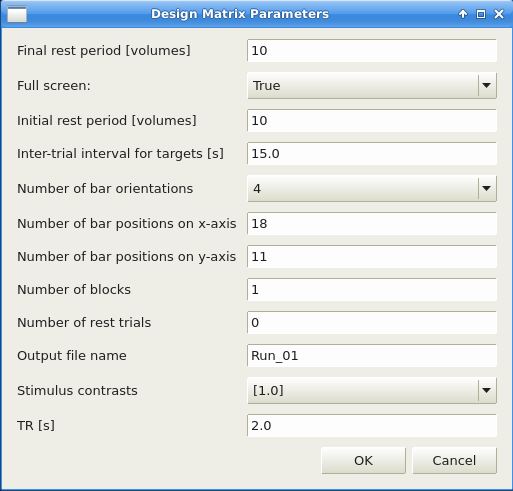 Design Matrix Parameters
Final rest period [volumes] 10
Full screen: True
Initial rest period [volumes] 10
Inter-trial interval for targets [s] 15.0
Number of bar orientations 4
Number of bar positions on x-axis 18
Number of bar positions on y-axis 11
Number of blocks 1
Number of rest trials 0
Output file name Run_01
Stimulus contrasts [1.0]
TR [s] 2.0
OK Cancel